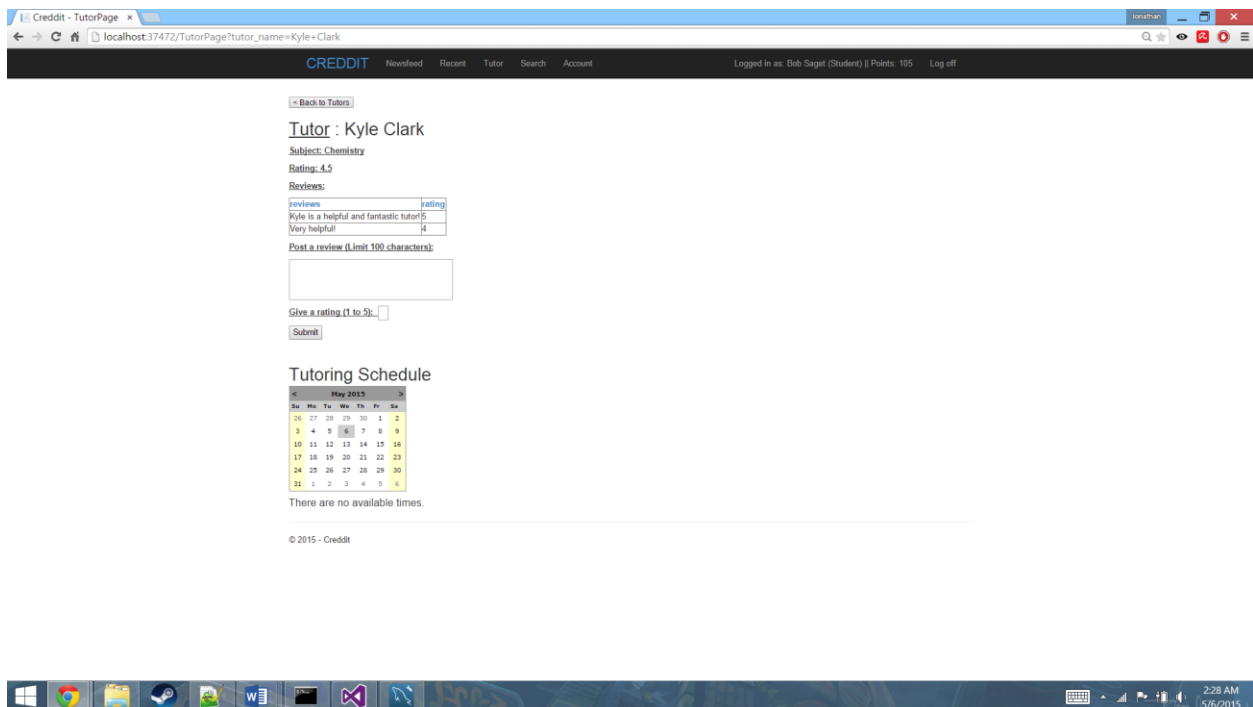 Creddit - TutorPage ×
Jonathan
localhost:37472/TutorPage?tutor_name=Kyle+Clark
CREDDIT Newsfeed Recent Tutor Search Account Logged in as: Bob Saget (Student) || Points: 105 Log off
< Back to Tutors
Tutor : Kyle Clark
Subject: Chemistry
Rating: 4.5
Reviews:
reviews rating
Kyle is a helpful and fantastic tutor! 5
Very helpful! 4
Post a review (Limit 100 characters):
Give a rating (1 to 5):
Submit
Tutoring Schedule
< May 2015 >
Su Mo Tu We Th Fr Sa
26 27 28 29 30 1 2
3 4 5 6 7 8 9
10 11 12 13 14 15 16
17 18 19 20 21 22 23
24 25 26 27 28 29 30
31 1 2 3 4 5 6
There are no available times.
© 2015 - Creddit
2:28 AM
5/6/2015